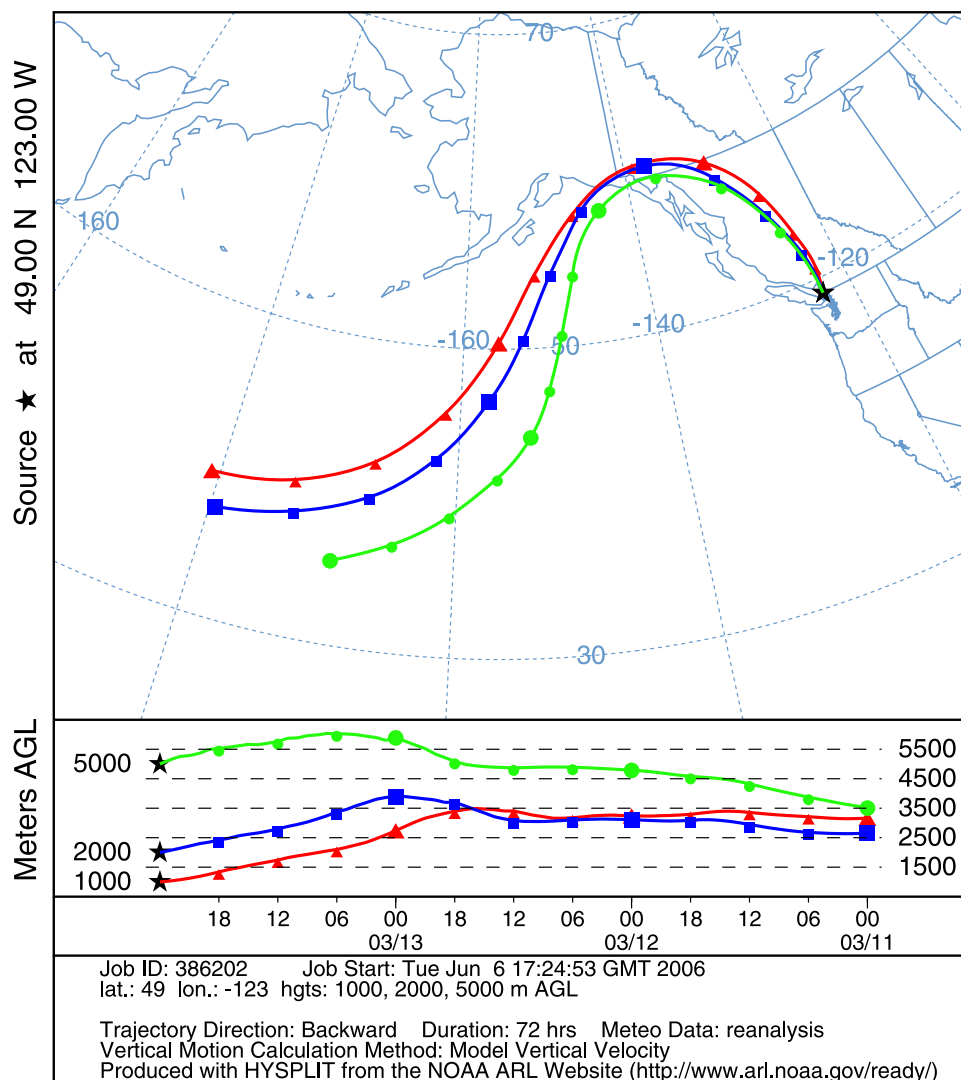 Source ★ at 49.00 N 123.00 W
70
160
-120
-160
50
-140
30
Meters AGL
5000
2000
1000
5500
4500
3500
2500
1500
18 12 06 00 18 12 06 00 18 12 06 00
03/13 03/12 03/11
Job ID: 386202 Job Start: Tue Jun 6 17:24:53 GMT 2006
lat.: 49 lon.: -123 hgts: 1000, 2000, 5000 m AGL
Trajectory Direction: Backward Duration: 72 hrs Meteo Data: reanalysis
Vertical Motion Calculation Method: Model Vertical Velocity
Produced with HYSPLIT from the NOAA ARL Website (http://www.arl.noaa.gov/ready/)